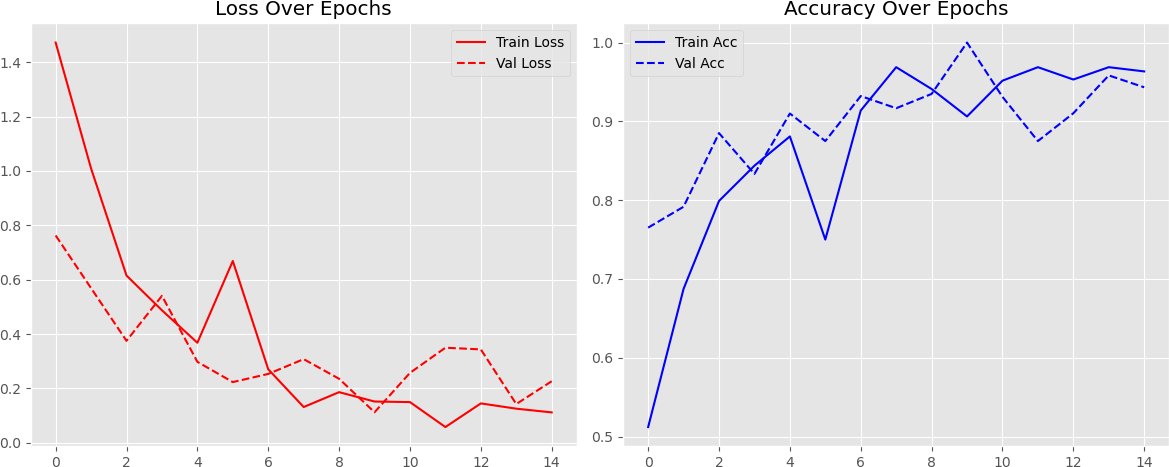 Loss Over Epochs
Train Loss
Val Loss
1.4
1.2
1.0
0.8
0.6
0.4
0.2
0.0
0 2 4 6 8 10 12 14
Accuracy Over Epochs
Train Acc
Val Acc
1.0
0.9
0.8
0.7
0.6
0.5
0 2 4 6 8 10 12 14